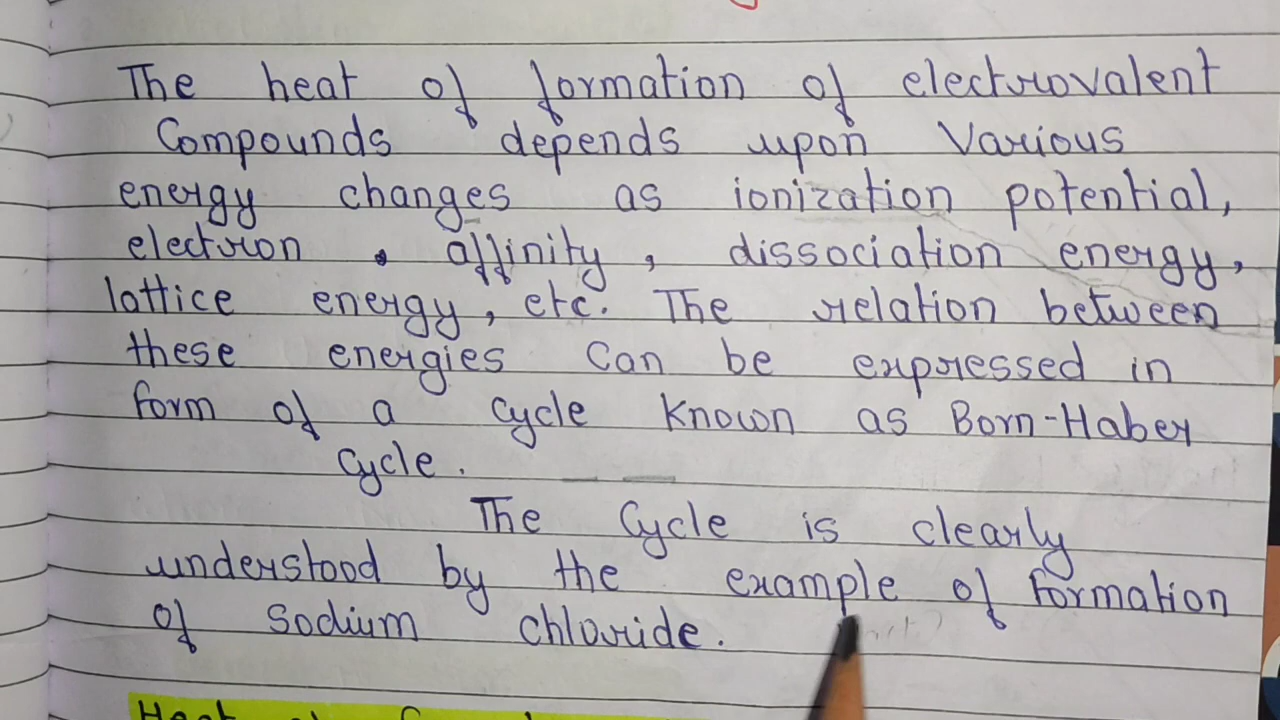 The heat of formation of electrovalent
Compounds depends upon Various
energy changes as ionization potential,
electron affinity, dissociation energy,
lattice energy, etc. The relation between
these energies can be expressed in
form of a cycle known as Born-Haber
cycle.
The Cycle is clearly
understood by the example of formation
of sodium chloride.
Heat